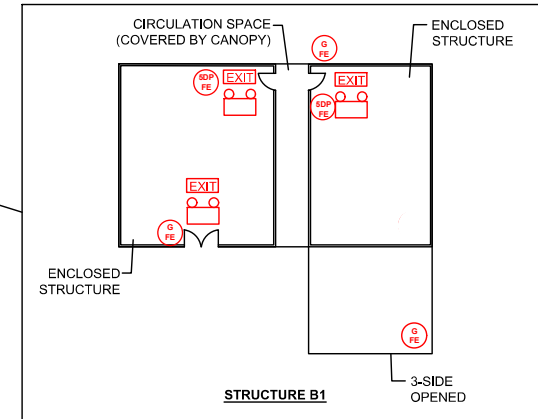 CIRCULATION SPACE
(COVERED BY CANOPY)
ENCLOSED
STRUCTURE
G
FE
5DP
FE
EXIT
EXIT
5DP
FE
EXIT
G
FE
ENCLOSED
STRUCTURE
G
FE
3-SIDE
OPENED
STRUCTURE B1